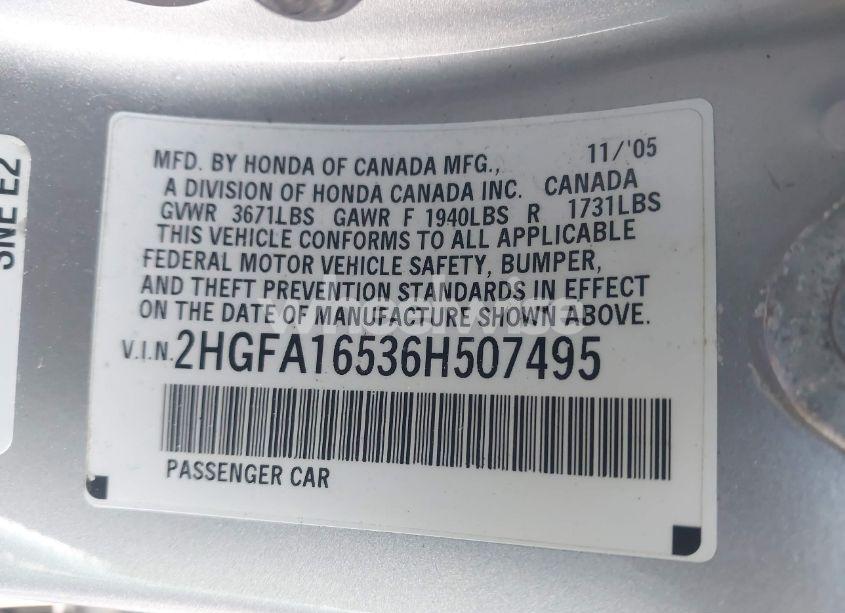 MFD. BY HONDA OF CANADA MFG., 11/'05
A DIVISION OF HONDA CANADA INC. CANADA
GVWR 3671LBS GAWR F 1940LBS R 1731LBS
THIS VEHICLE CONFORMS TO ALL APPLICABLE
FEDERAL MOTOR VEHICLE SAFETY, BUMPER,
AND THEFT PREVENTION STANDARDS IN EFFECT
ON THE DATE OF MANUFACTURE SHOWN ABOVE.
V.I.N. 2HGFA16536H507495
PASSENGER CAR
SNE E2